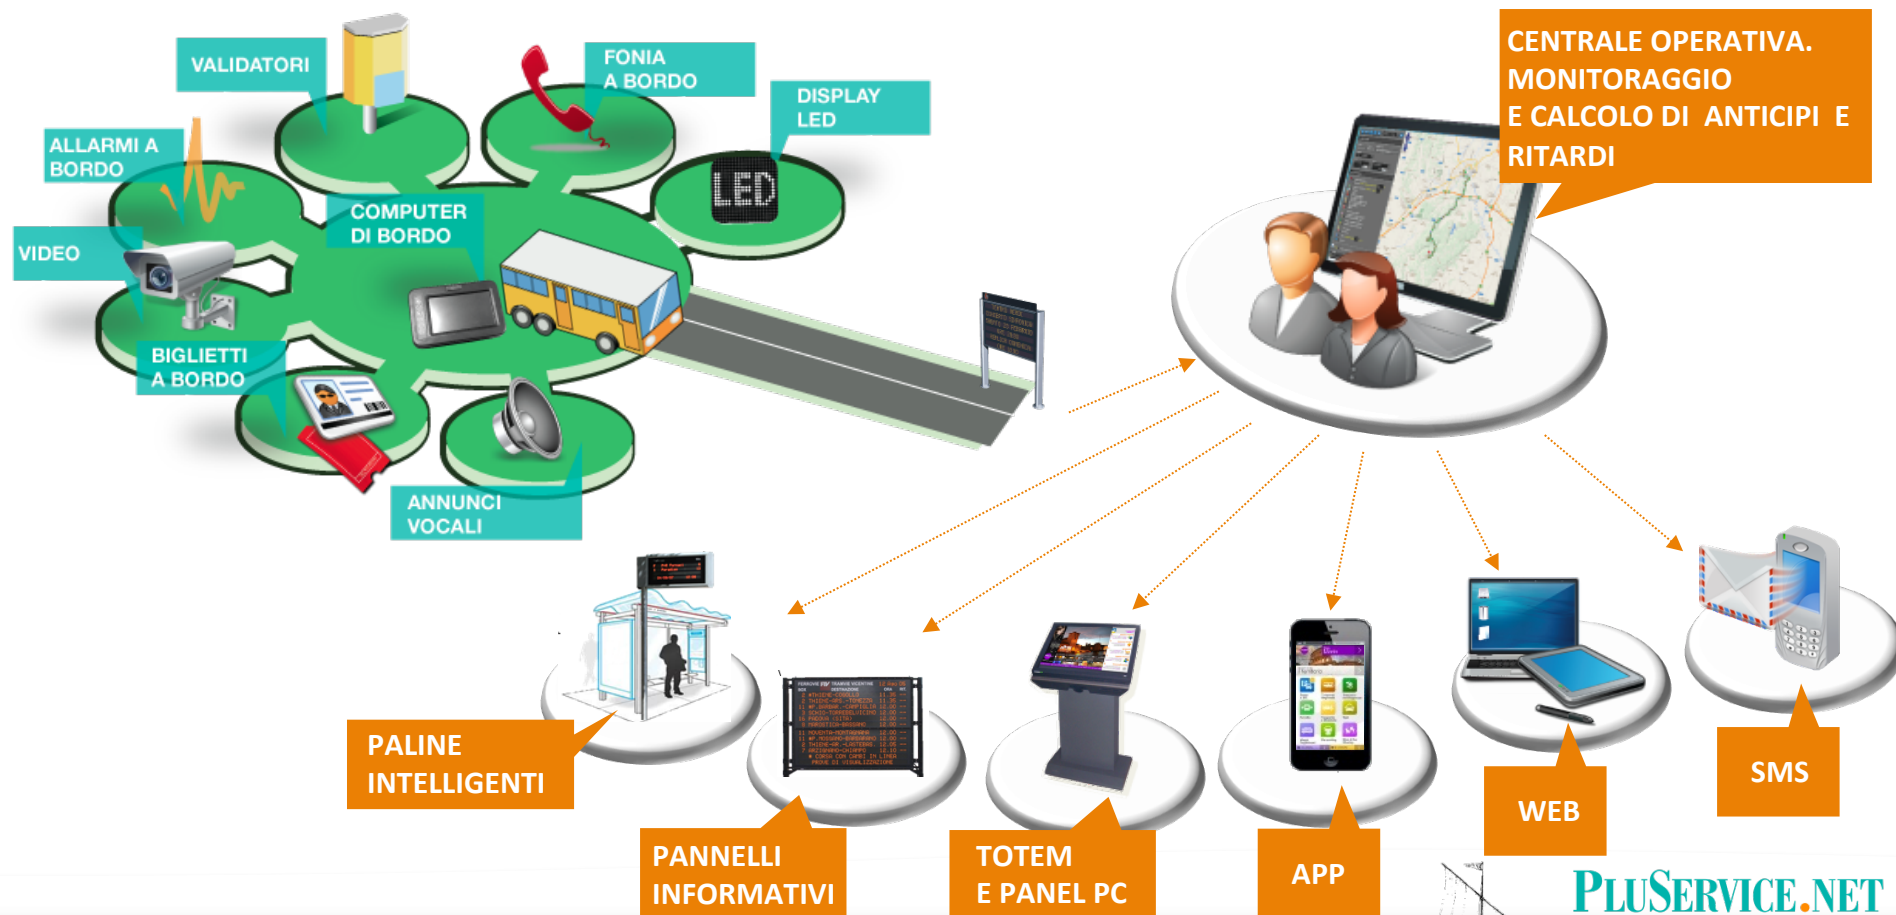 VALIDATORI
FONIA
A BORDO
DISPLAY
LED
ALLARMI A
BORDO
LED
COMPUTER
DI BORDO
VIDEO
BIGLIETTI
A BORDO
ANNUNCI
VOCALI
CENTRALE OPERATIVA.
MONITORAGGIO
E CALCOLO DI ANTICIPI E
RITARDI
PALINE
INTELLIGENTI
PANNELLI
INFORMATIVI
TOTEM
E PANEL PC
APP
WEB
SMS
PLUSERVICE.NET